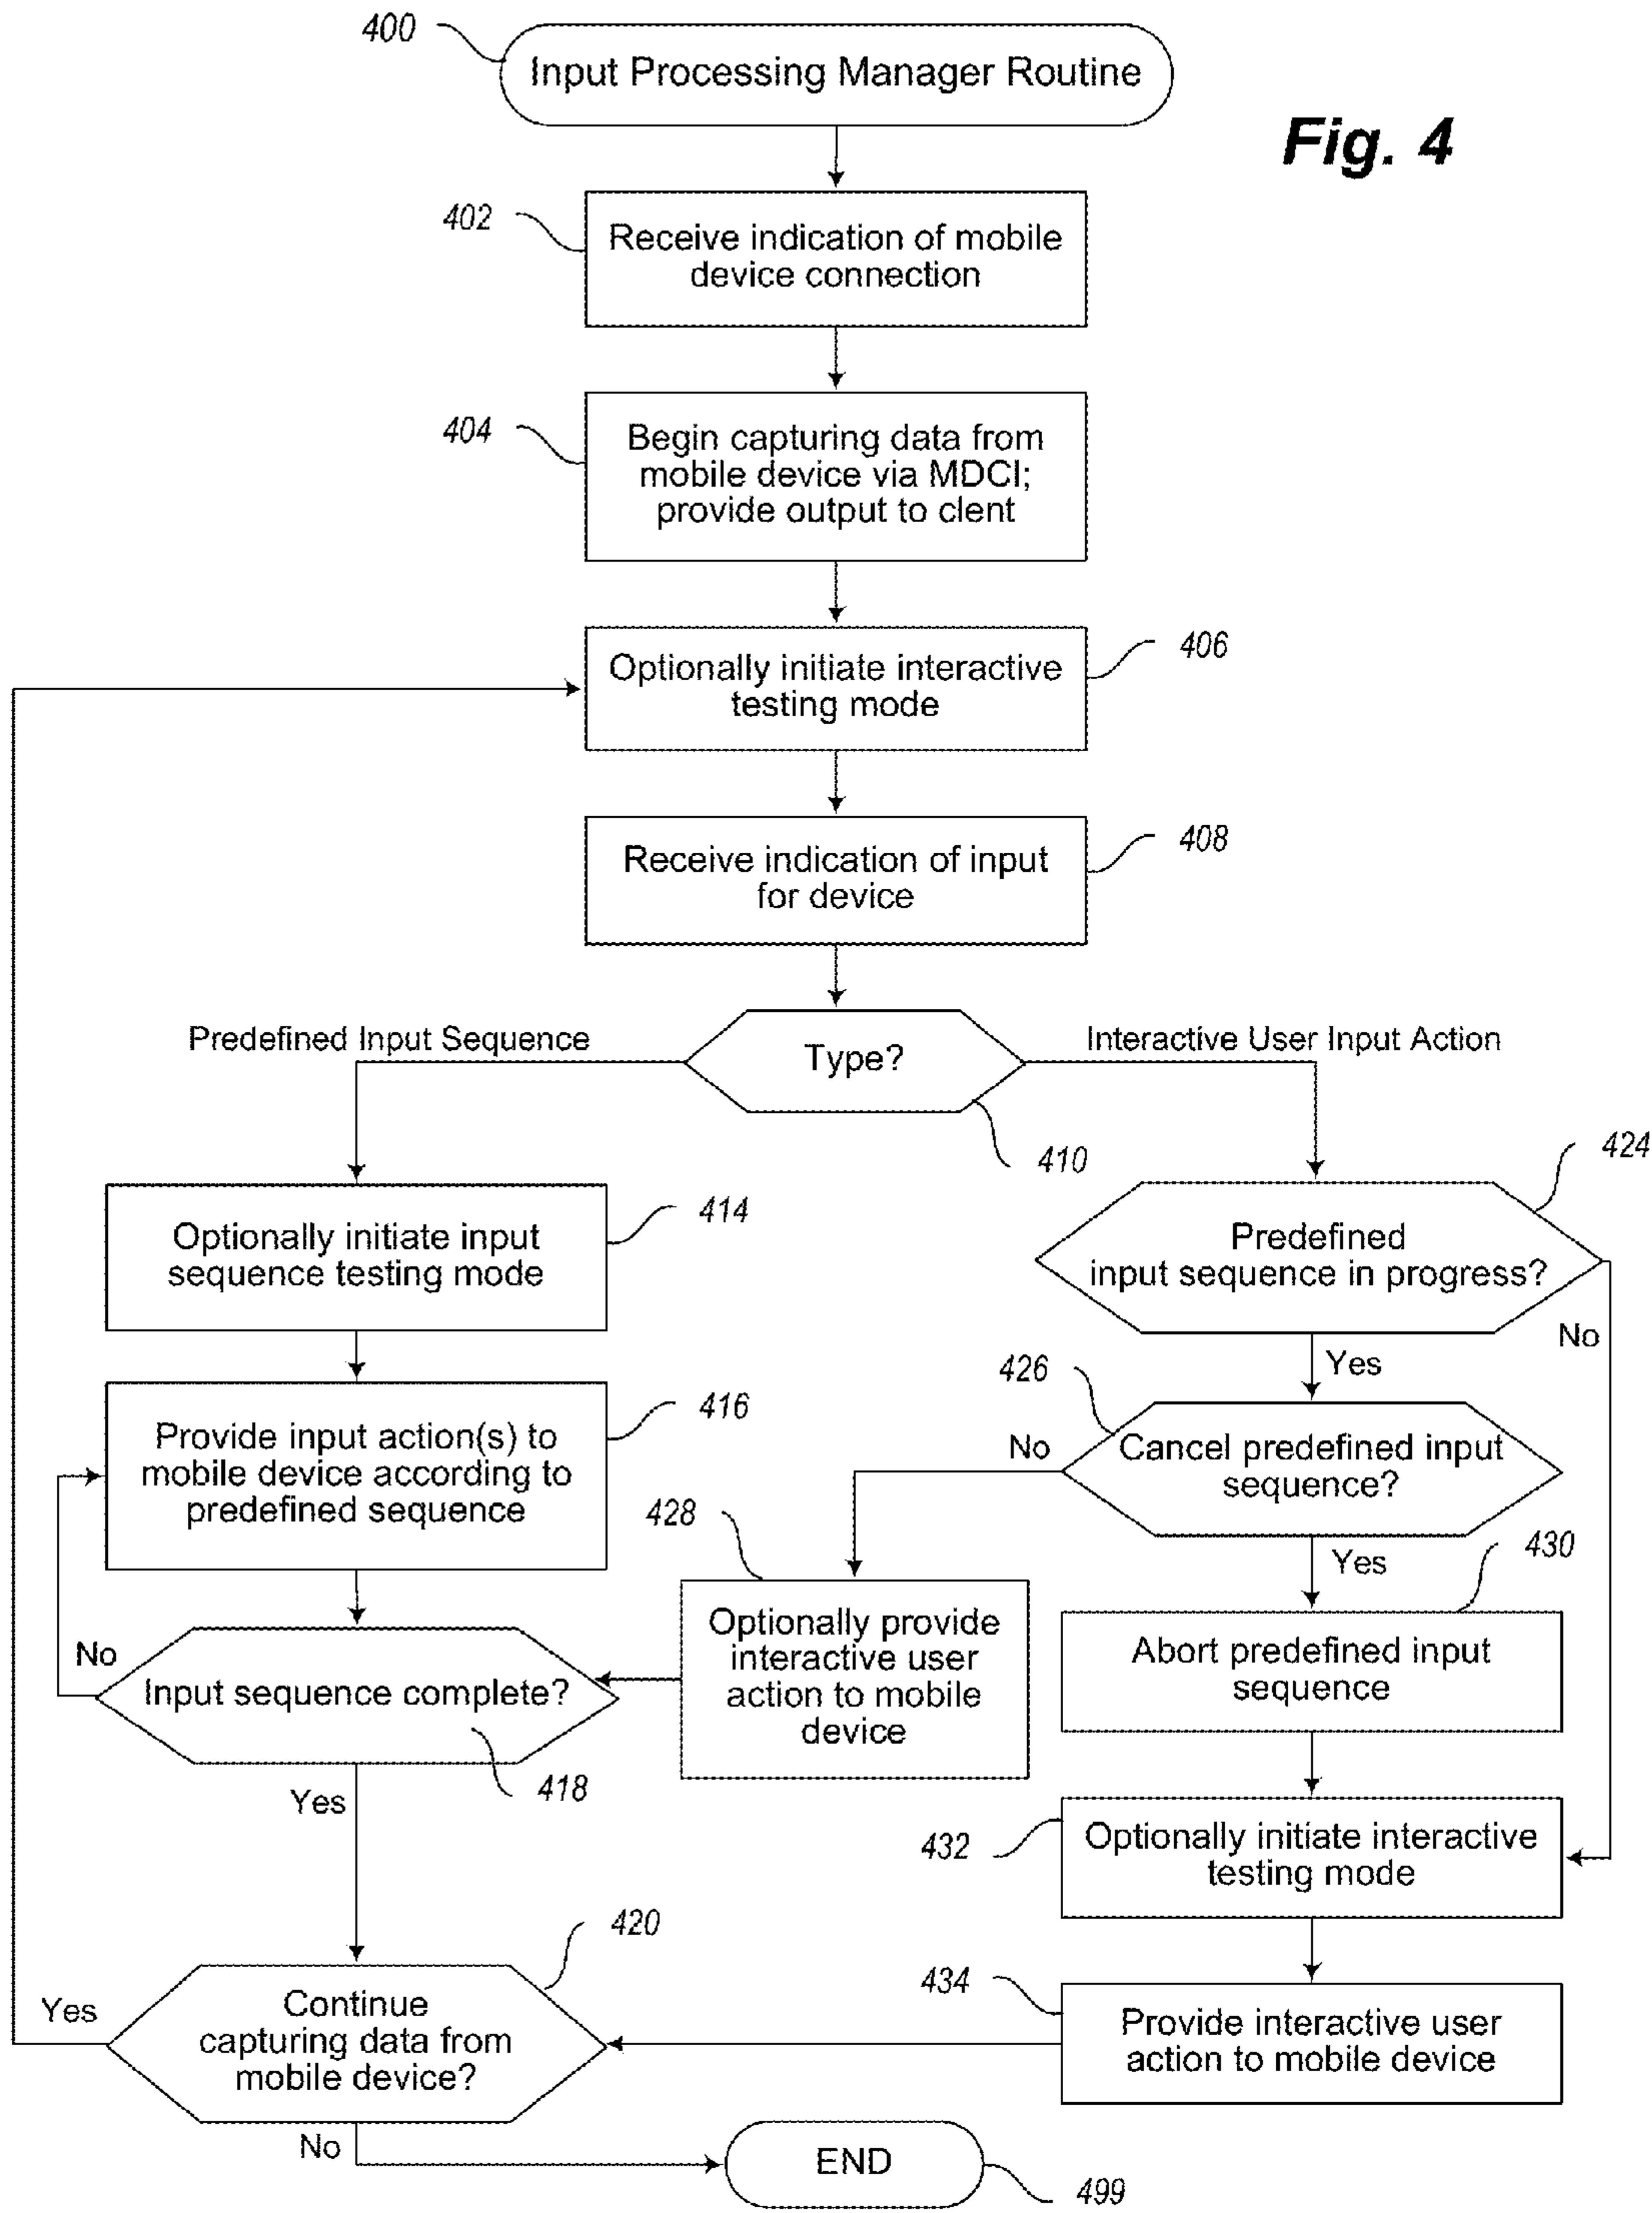 400
Input Processing Manager Routine
Fig. 4
402
Receive indication of mobile
device connection
404
Begin capturing data from
mobile device via MDCI;
provide output to clent
406
Optionally initiate interactive
testing mode
408
Receive indication of input
for device
Predefined Input Sequence
Type?
Interactive User Input Action
410
424
414
Optionally initiate input
sequence testing mode
Predefined
input sequence in progress?
No
Yes
426
416
Provide input action(s) to
mobile device according to
predefined sequence
No
Cancel predefined input
sequence?
428
430
Yes
Optionally provide
interactive user
action to mobile
device
No
Input sequence complete?
418
Yes
Abort predefined input
sequence
432
Optionally initiate interactive
testing mode
420
434
Yes
Continue
capturing data from
mobile device?
Provide interactive user
action to mobile device
No
END
499